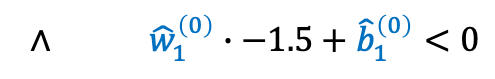 ∧ ŵ₁⁽⁰⁾ · −1.5 + b̂₁⁽⁰⁾ < 0